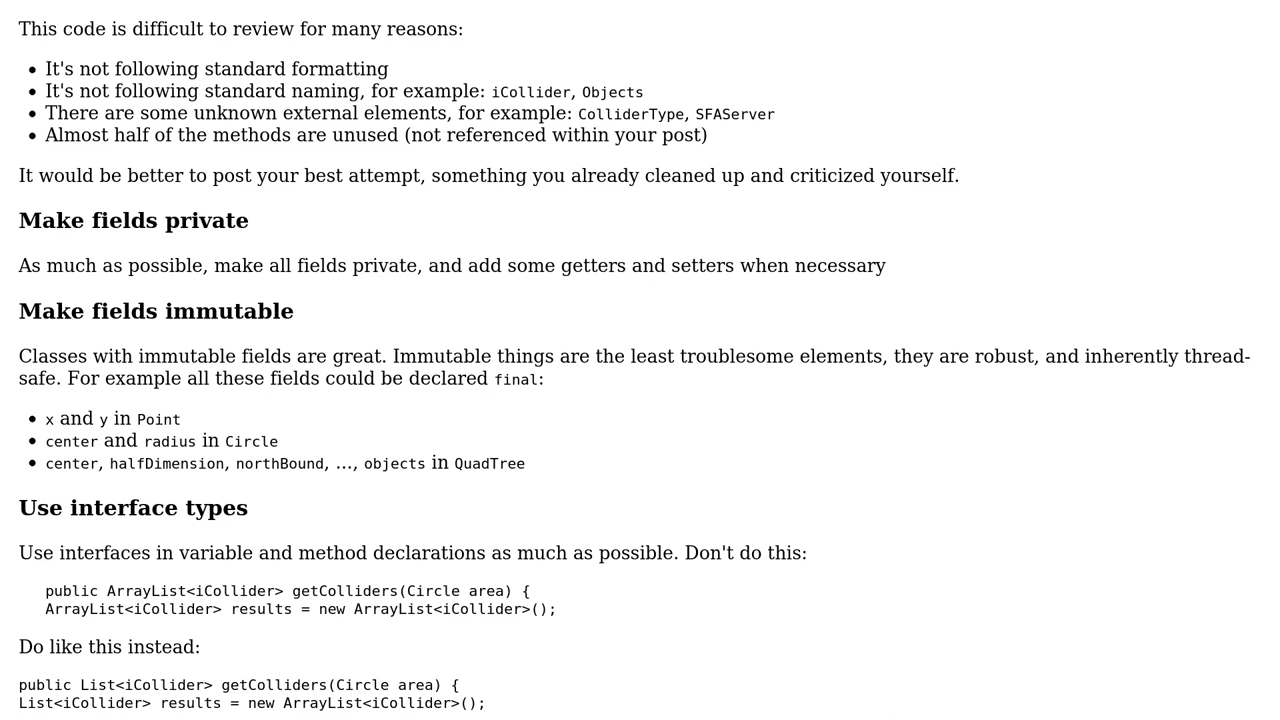 This code is difficult to review for many reasons:
• It's not following standard formatting
• It's not following standard naming, for example: iCollider, Objects
• There are some unknown external elements, for example: ColliderType, SFAServer
• Almost half of the methods are unused (not referenced within your post)
It would be better to post your best attempt, something you already cleaned up and criticized yourself.
Make fields private
As much as possible, make all fields private, and add some getters and setters when necessary
Make fields immutable
Classes with immutable fields are great. Immutable things are the least troublesome elements, they are robust, and inherently thread-
safe. For example all these fields could be declared final:
• x and y in Point
• center and radius in Circle
• center, halfDimension, northBound, ..., objects in QuadTree
Use interface types
Use interfaces in variable and method declarations as much as possible. Don't do this:
public ArrayList<iCollider> getColliders(Circle area) {
ArrayList<iCollider> results = new ArrayList<iCollider>();
Do like this instead:
public List<iCollider> getColliders(Circle area) {
List<iCollider> results = new ArrayList<iCollider>();